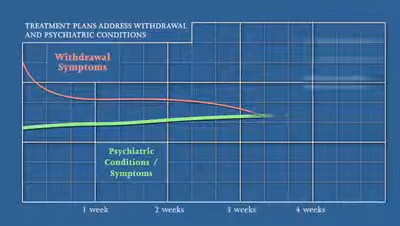 TREATMENT PLANS ADDRESS WITHDRAWAL
AND PSYCHIATRIC CONDITIONS
Withdrawal
Symptoms
Psychiatric
Conditions /
Symptoms
1 week
2 weeks
3 weeks
4 weeks